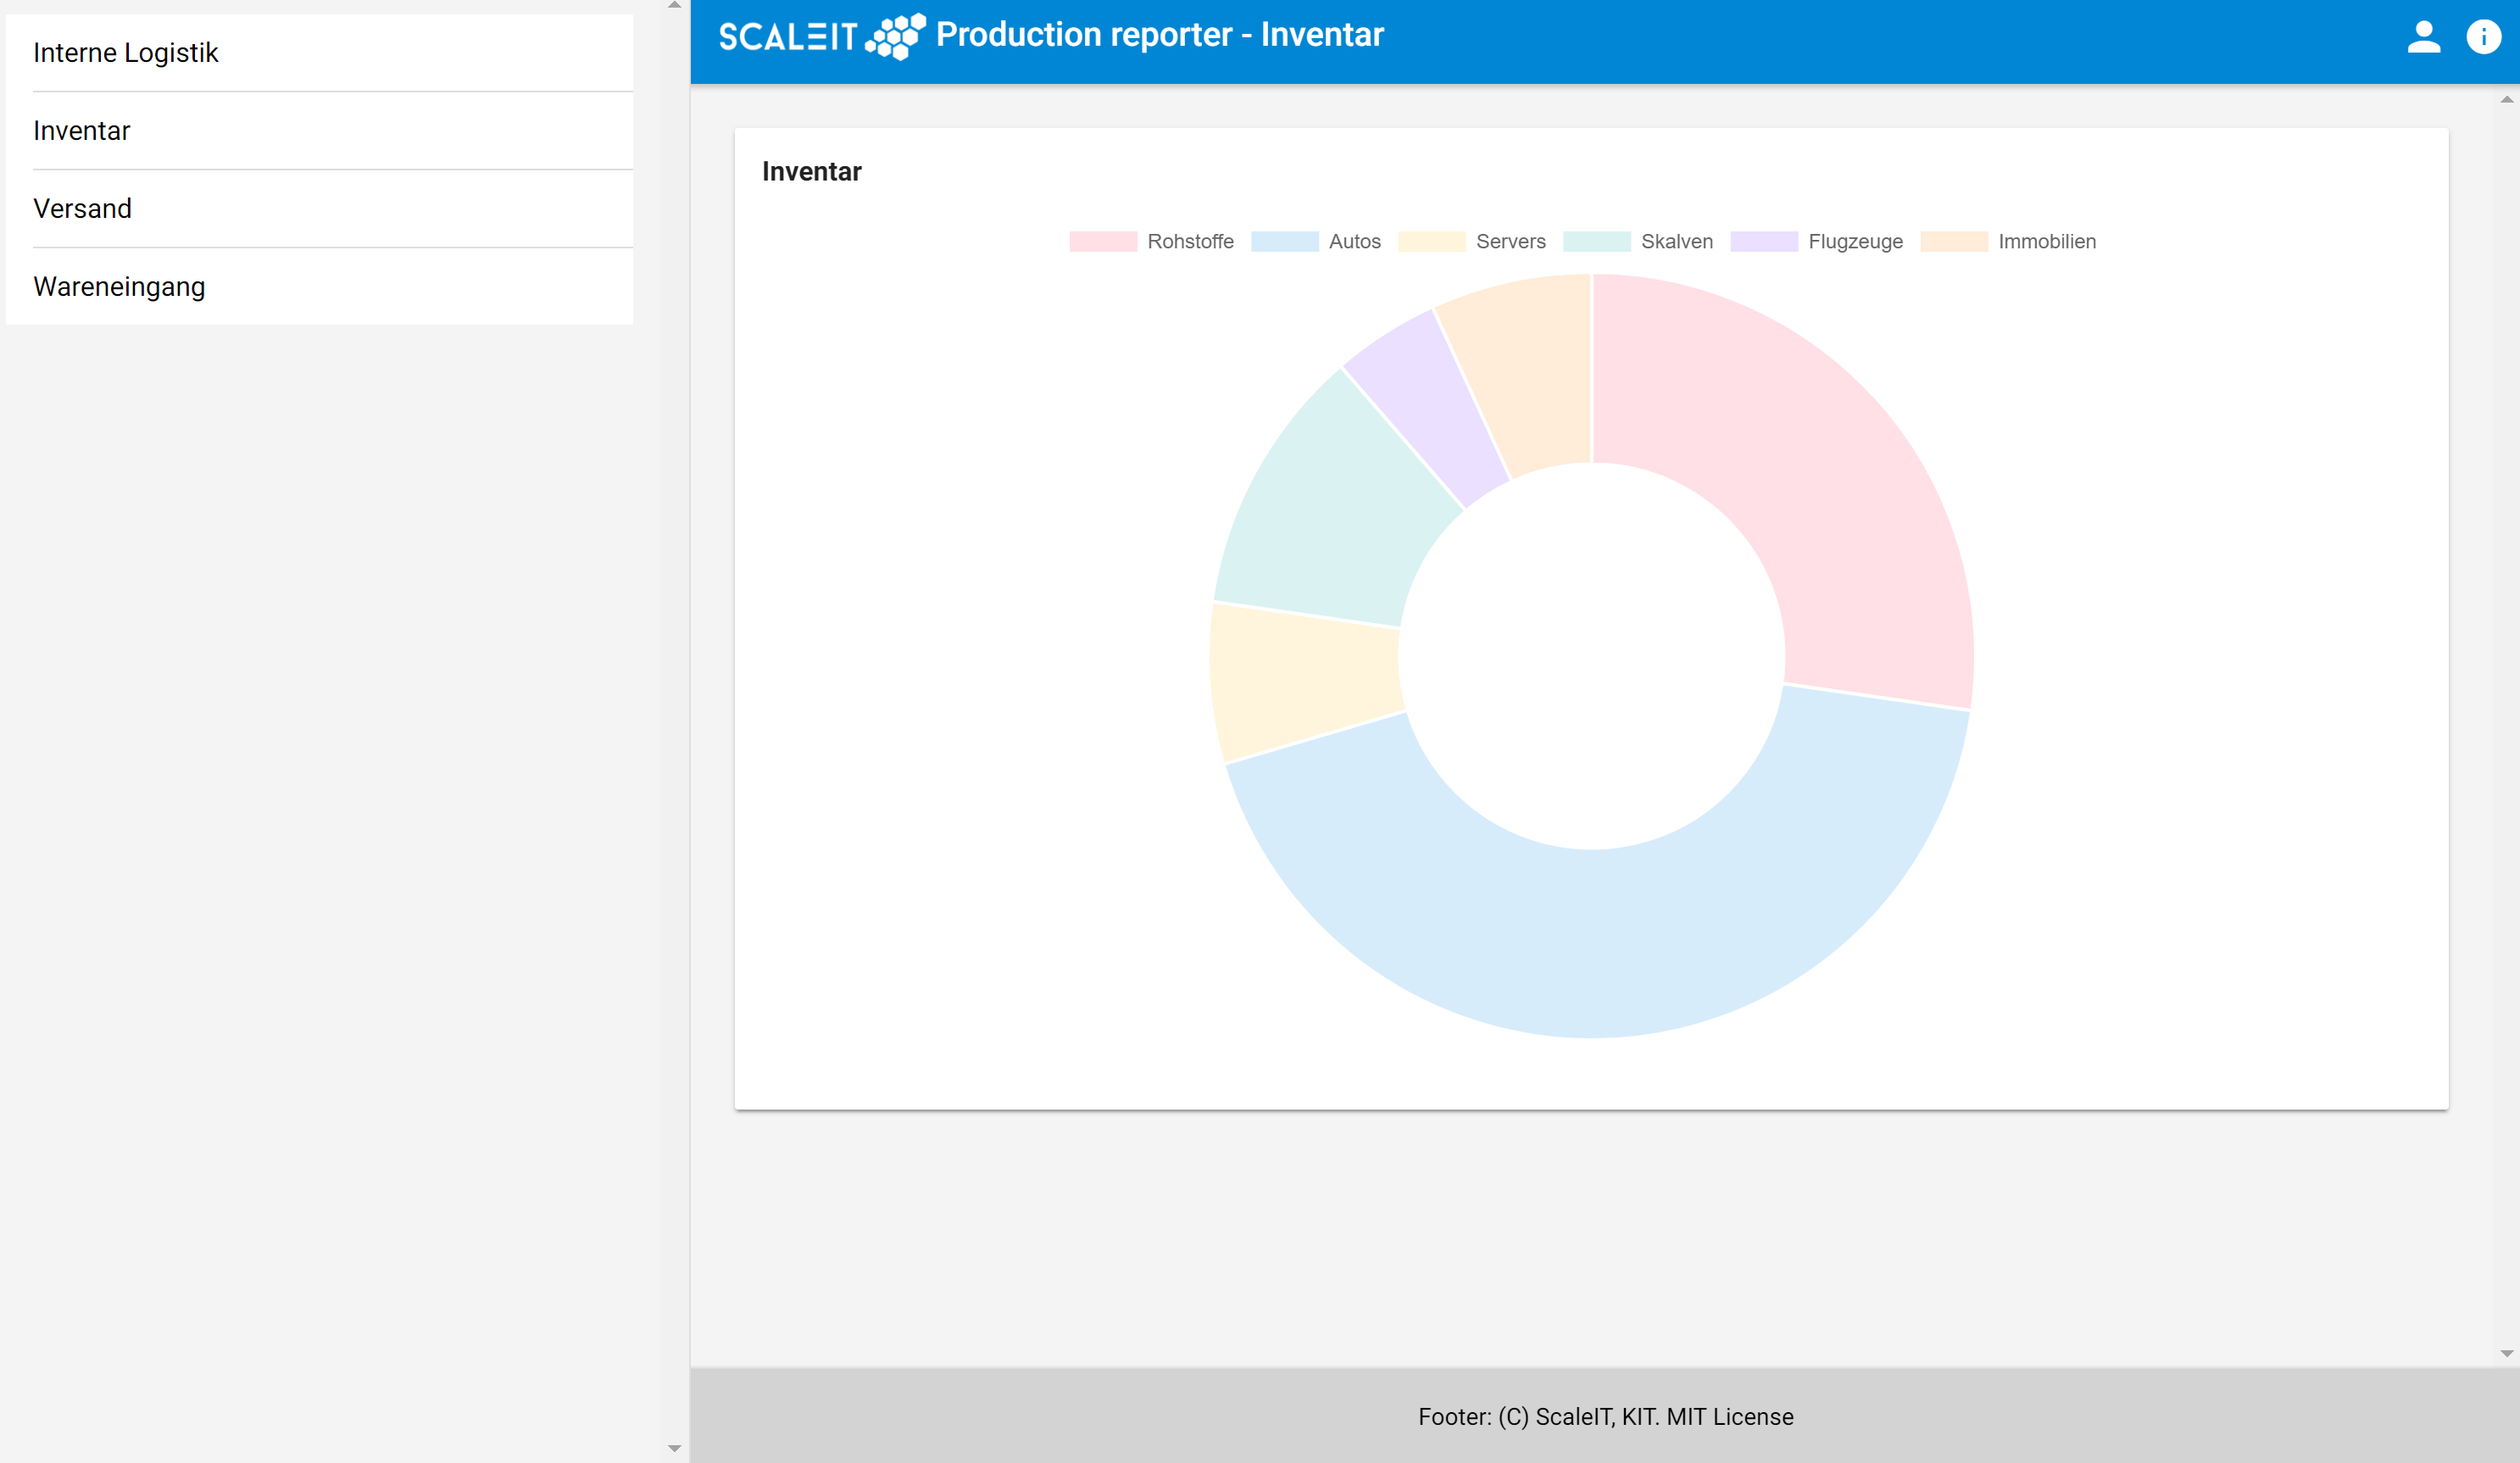 Interne Logistik
Inventar
Versand
Wareneingang
SCALEIT Production reporter - Inventar
Inventar
Rohstoffe Autos Servers Skalven Flugzeuge Immobilien
Footer: (C) ScaleIT, KIT. MIT License